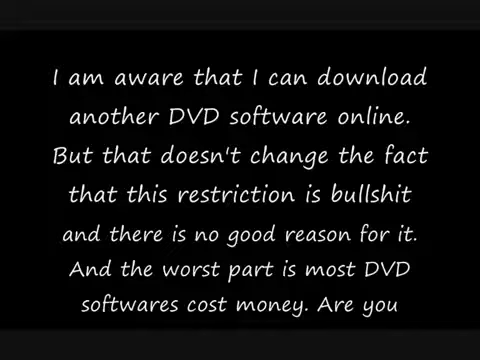 I am aware that I can download
another DVD software online.
But that doesn't change the fact
that this restriction is bullshit
and there is no good reason for it.
And the worst part is most DVD
softwares cost money. Are you